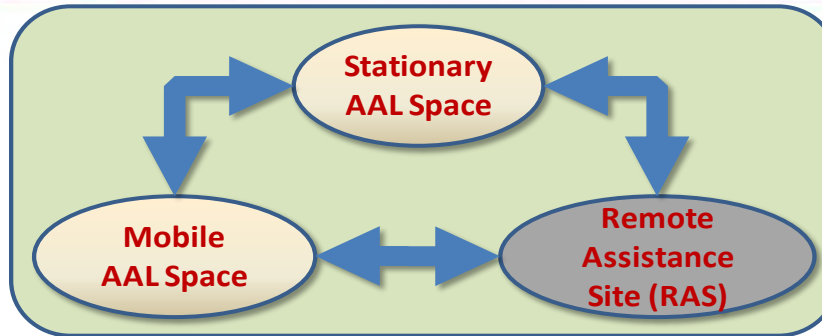 Stationary
AAL Space
Mobile
AAL Space
Remote
Assistance
Site (RAS)